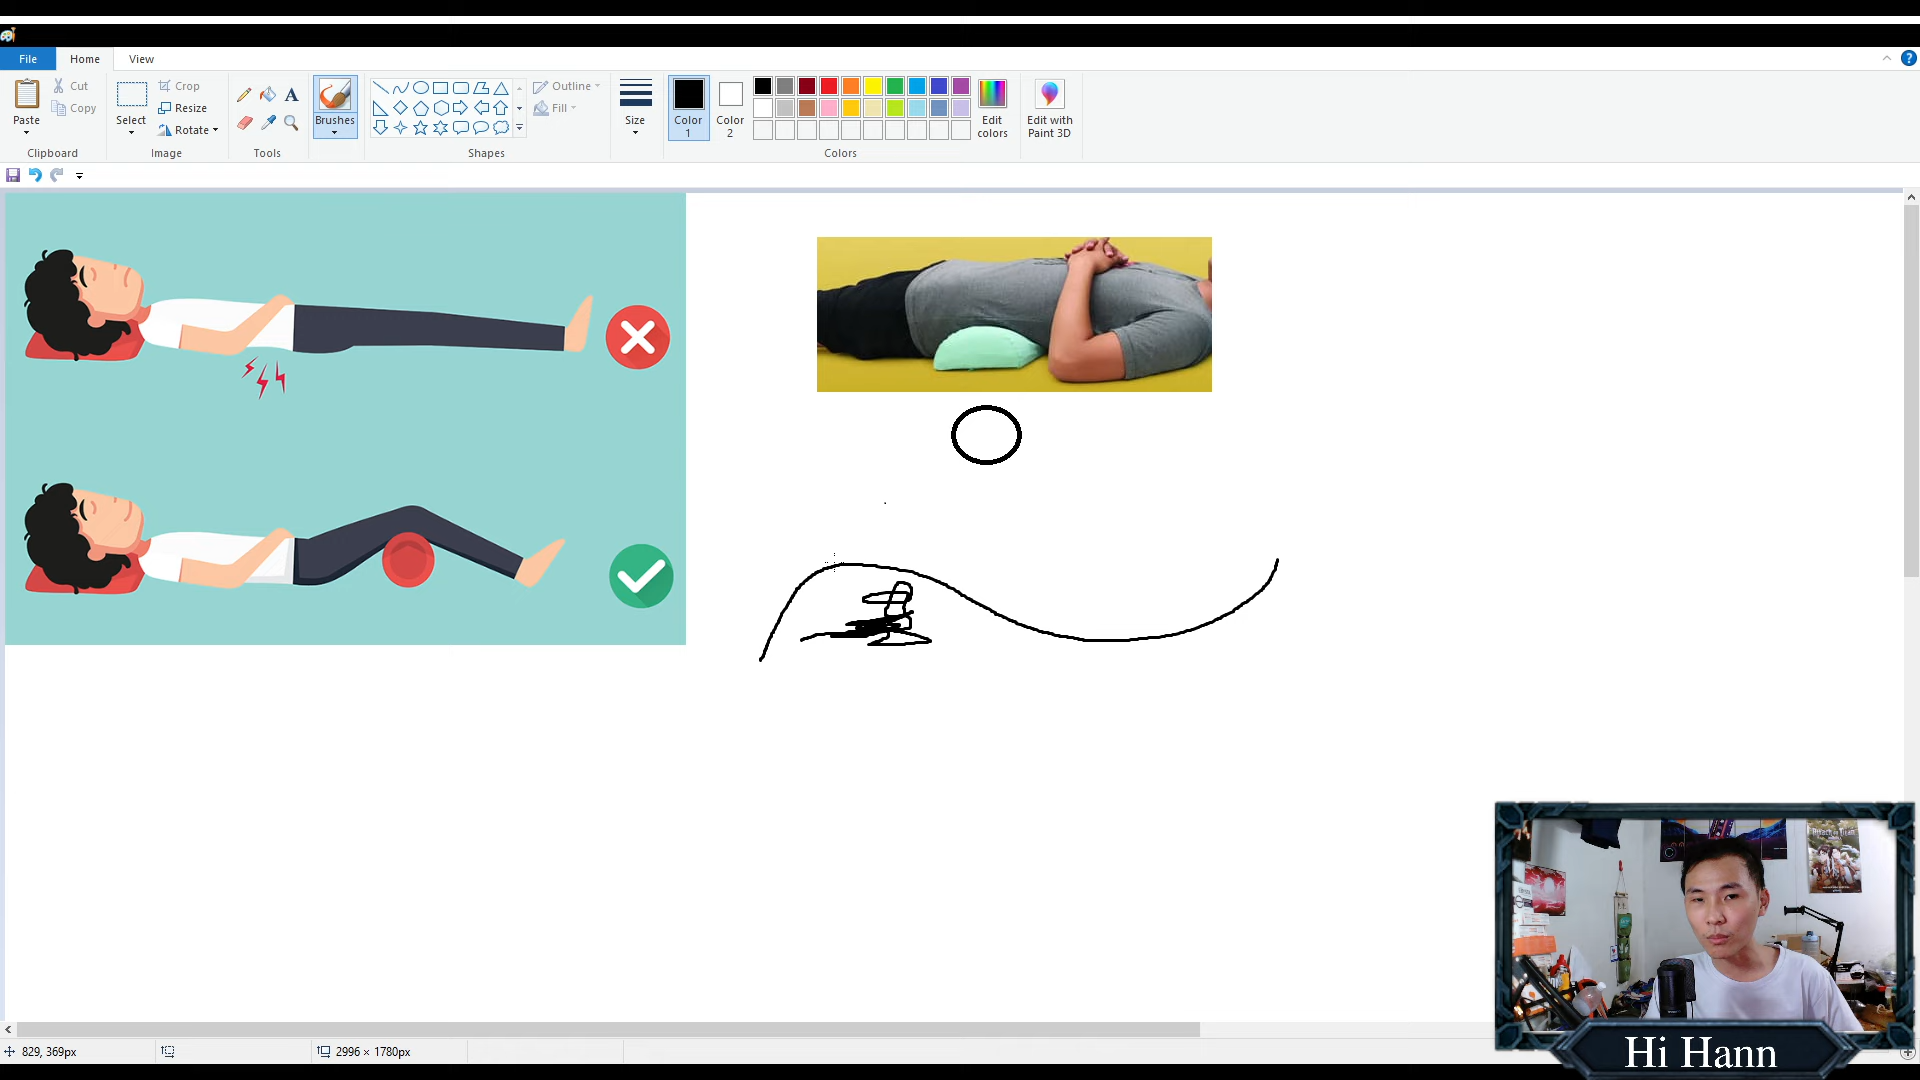 File Home View
Paste
Cut
Copy
Clipboard
Select
Crop
Resize
Rotate
Image
A
Tools
Brushes
Shapes
Outline
Fill
Size
Color 1
Color 2
Colors
Edit colors
Edit with Paint 3D
829, 369px
2996 × 1780px
Hi Hann